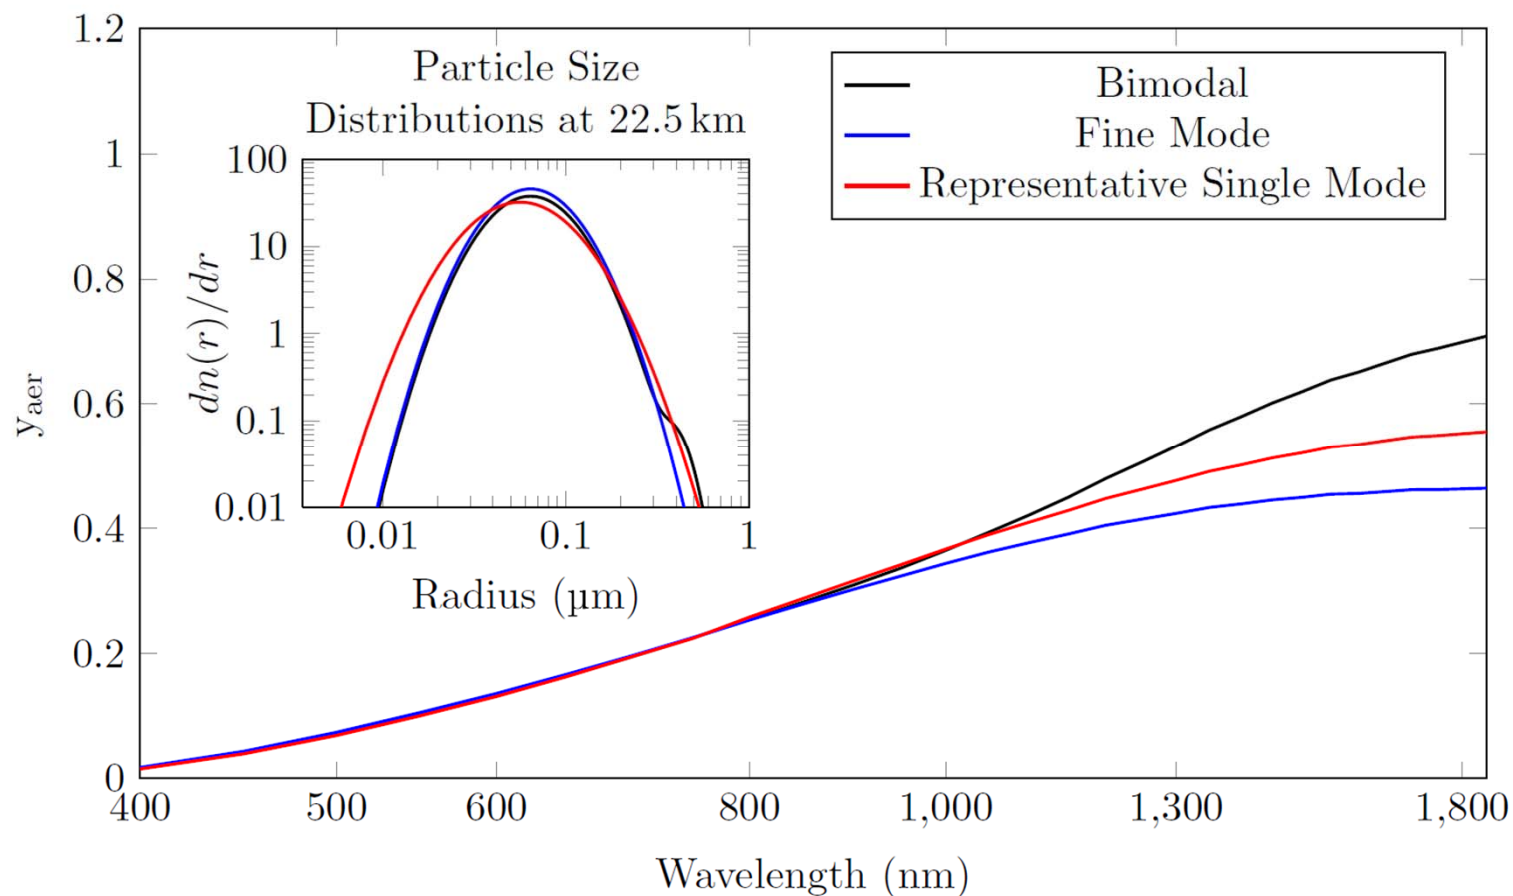 1.2
1
0.8
0.6
0.4
0.2
0
y_aer
400
500
600
800
1,000
1,300
1,800
Wavelength (nm)
Particle Size
Distributions at 22.5 km
100
10
1
0.1
0.01
dn(r)/dr
0.01
0.1
1
Radius (µm)
Bimodal
Fine Mode
Representative Single Mode